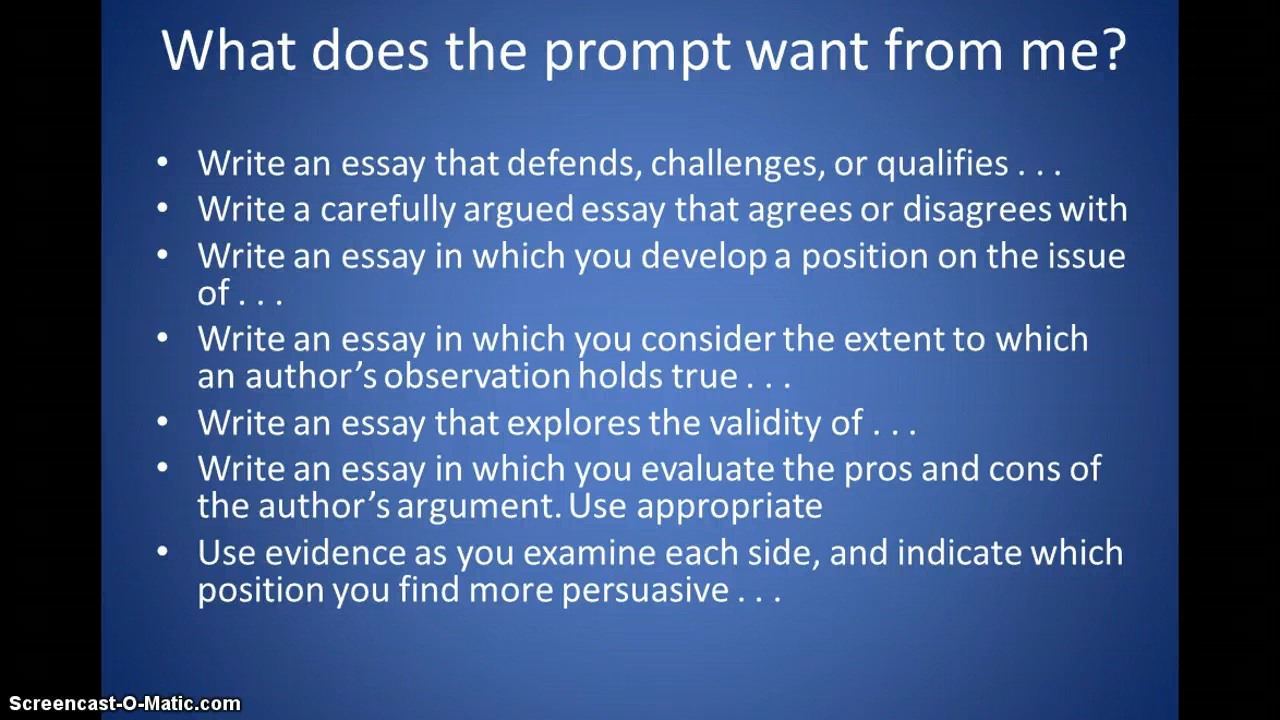 What does the prompt want from me?
• Write an essay that defends, challenges, or qualifies . . .
• Write a carefully argued essay that agrees or disagrees with
• Write an essay in which you develop a position on the issue
of . . .
• Write an essay in which you consider the extent to which
an author’s observation holds true . . .
• Write an essay that explores the validity of . . .
• Write an essay in which you evaluate the pros and cons of
the author’s argument. Use appropriate
• Use evidence as you examine each side, and indicate which
position you find more persuasive . . .
Screencast-O-Matic.com